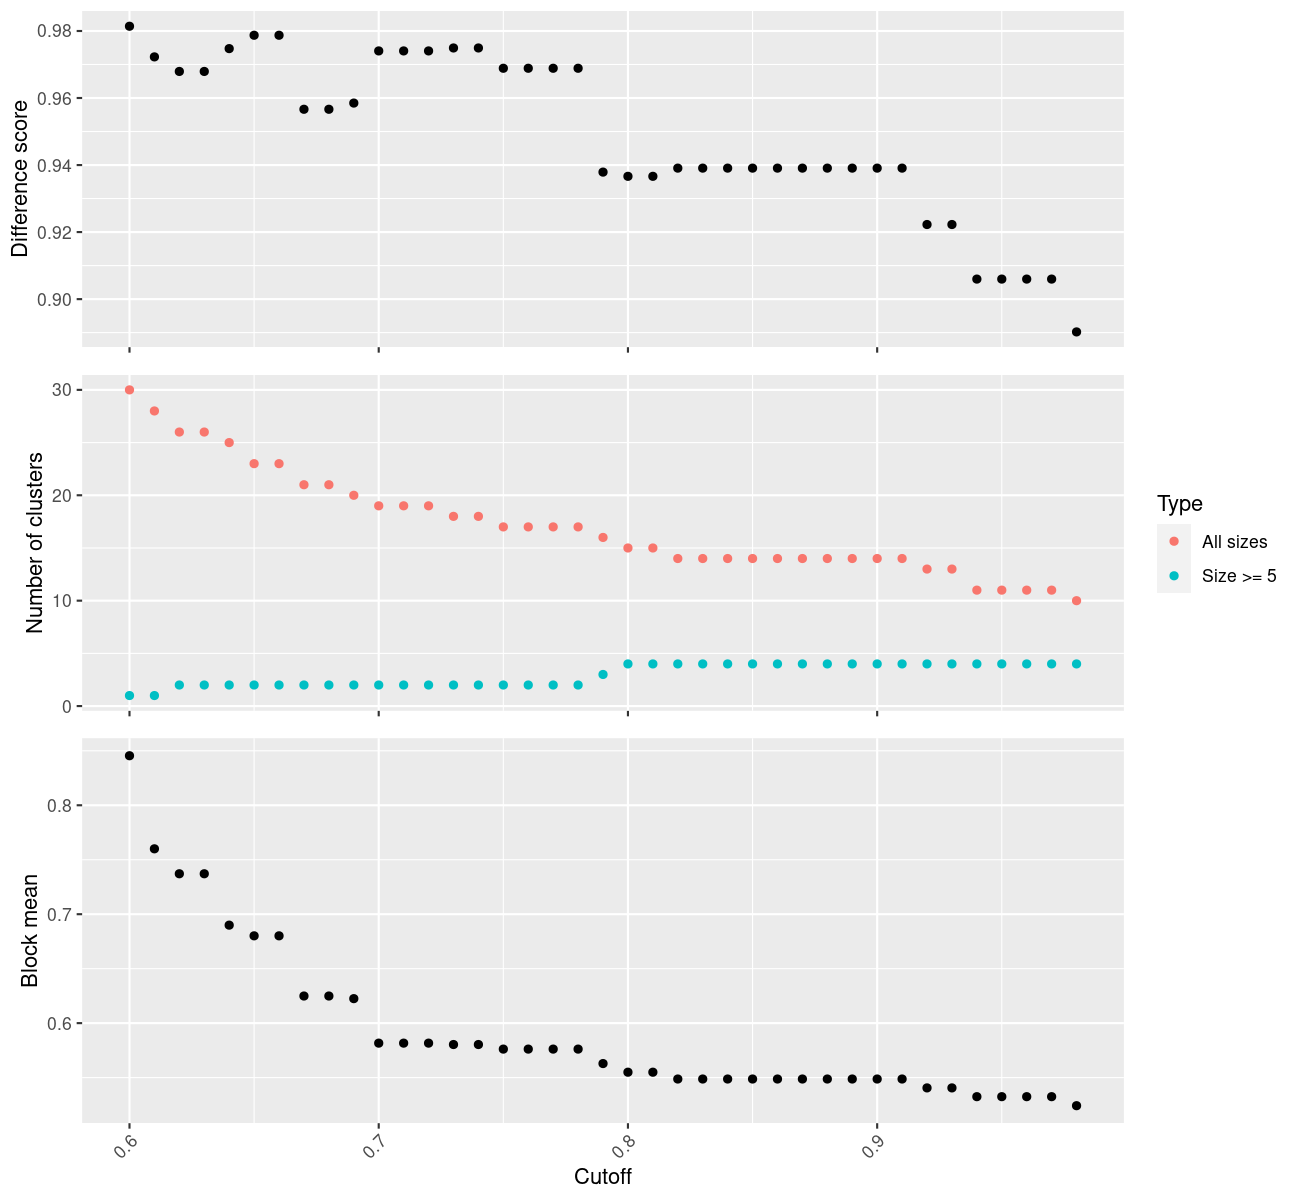 0.98
0.96
0.94
0.92
0.90
Difference score
30
20
10
0
Number of clusters
Type
All sizes
Size >= 5
0.8
0.7
0.6
Block mean
0.6
0.7
0.8
0.9
Cutoff